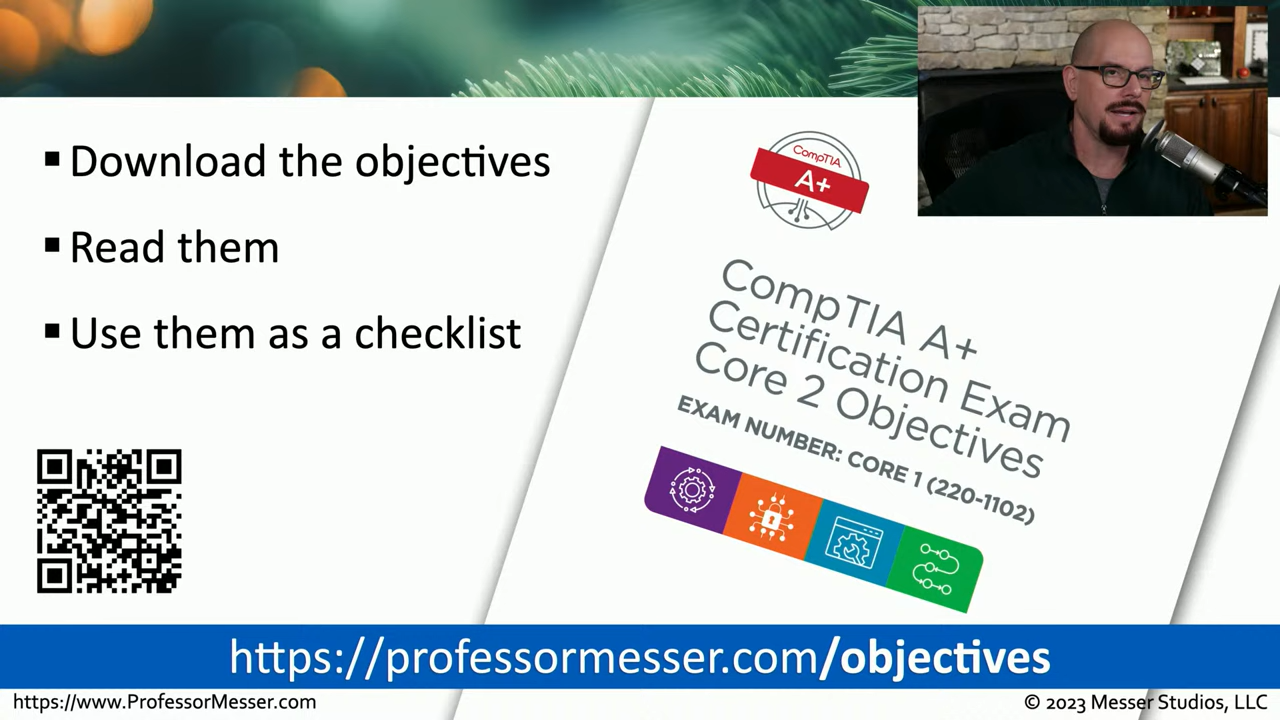 ▪ Download the objectives
▪ Read them
▪ Use them as a checklist
CompTIA
A+
CompTIA A+
Certification Exam
Core 2 Objectives
EXAM NUMBER: CORE 1 (220-1102)
https://professormesser.com/objectives
https://www.ProfessorMesser.com
© 2023 Messer Studios, LLC